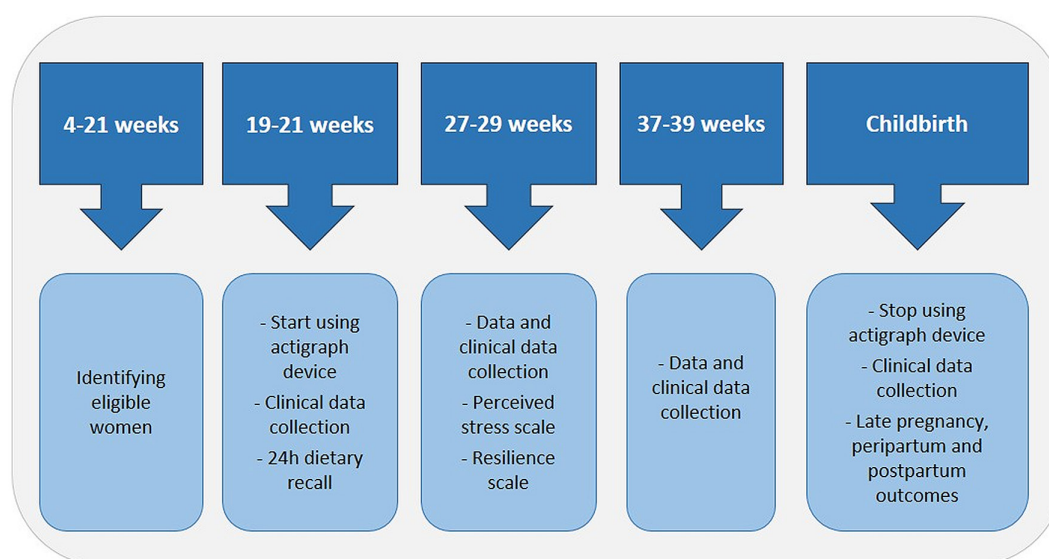 4-21 weeks
19-21 weeks
27-29 weeks
37-39 weeks
Childbirth
Identifying
eligible
women
- Start using
actigraph
device
- Clinical data
collection
- 24h dietary
recall
- Data and
clinical data
collection
- Perceived
stress scale
- Resilience
scale
- Data and
clinical data
collection
- Stop using
actigraph device
- Clinical data
collection
- Late pregnancy,
peripartum and
postpartum
outcomes